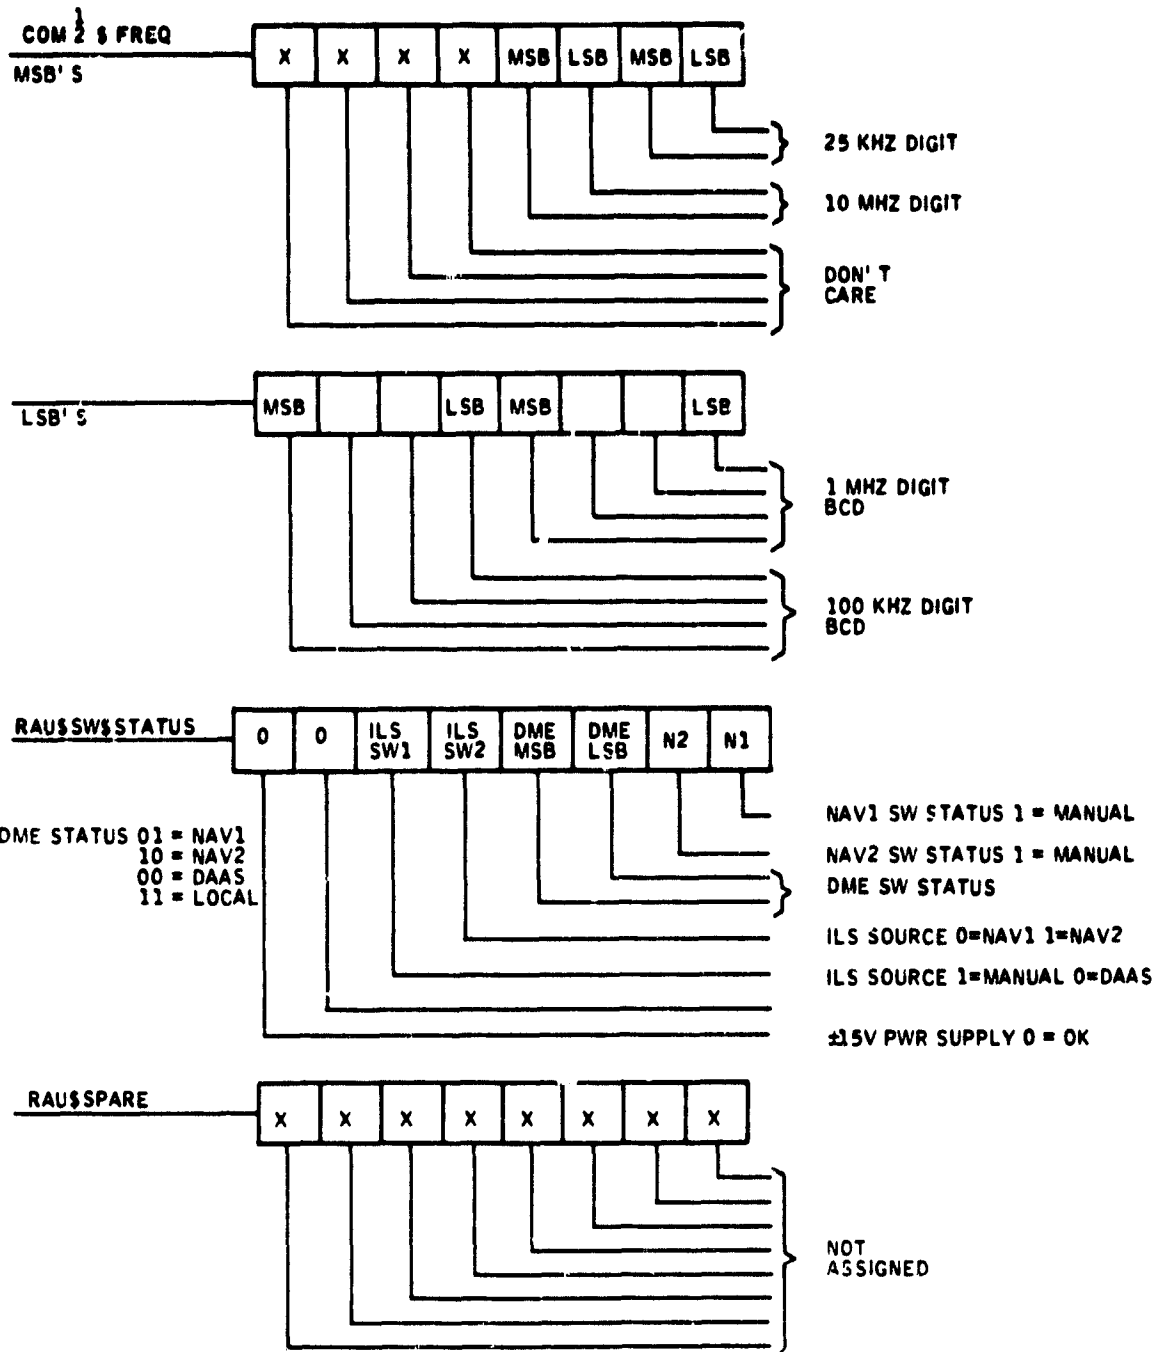 COM 1/2 $ FREQ
MSB'S
X X X X MSB LSB MSB LSB
25 KHZ DIGIT
10 MHZ DIGIT
DON'T
CARE
LSB'S
MSB LSB MSB LSB
1 MHZ DIGIT
BCD
100 KHZ DIGIT
BCD
RAU$SW$STATUS
0 0 ILS SW1 ILS SW2 DME MSB DME LSB N2 N1
DME STATUS 01 = NAV1
10 = NAV2
00 = DAAS
11 = LOCAL
NAV1 SW STATUS 1 = MANUAL
NAV2 SW STATUS 1 = MANUAL
DME SW STATUS
ILS SOURCE 0=NAV1 1=NAV2
ILS SOURCE 1=MANUAL 0=DAAS
±15V PWR SUPPLY 0 = OK
RAU$SPARE
X X X X X X X X
NOT
ASSIGNED